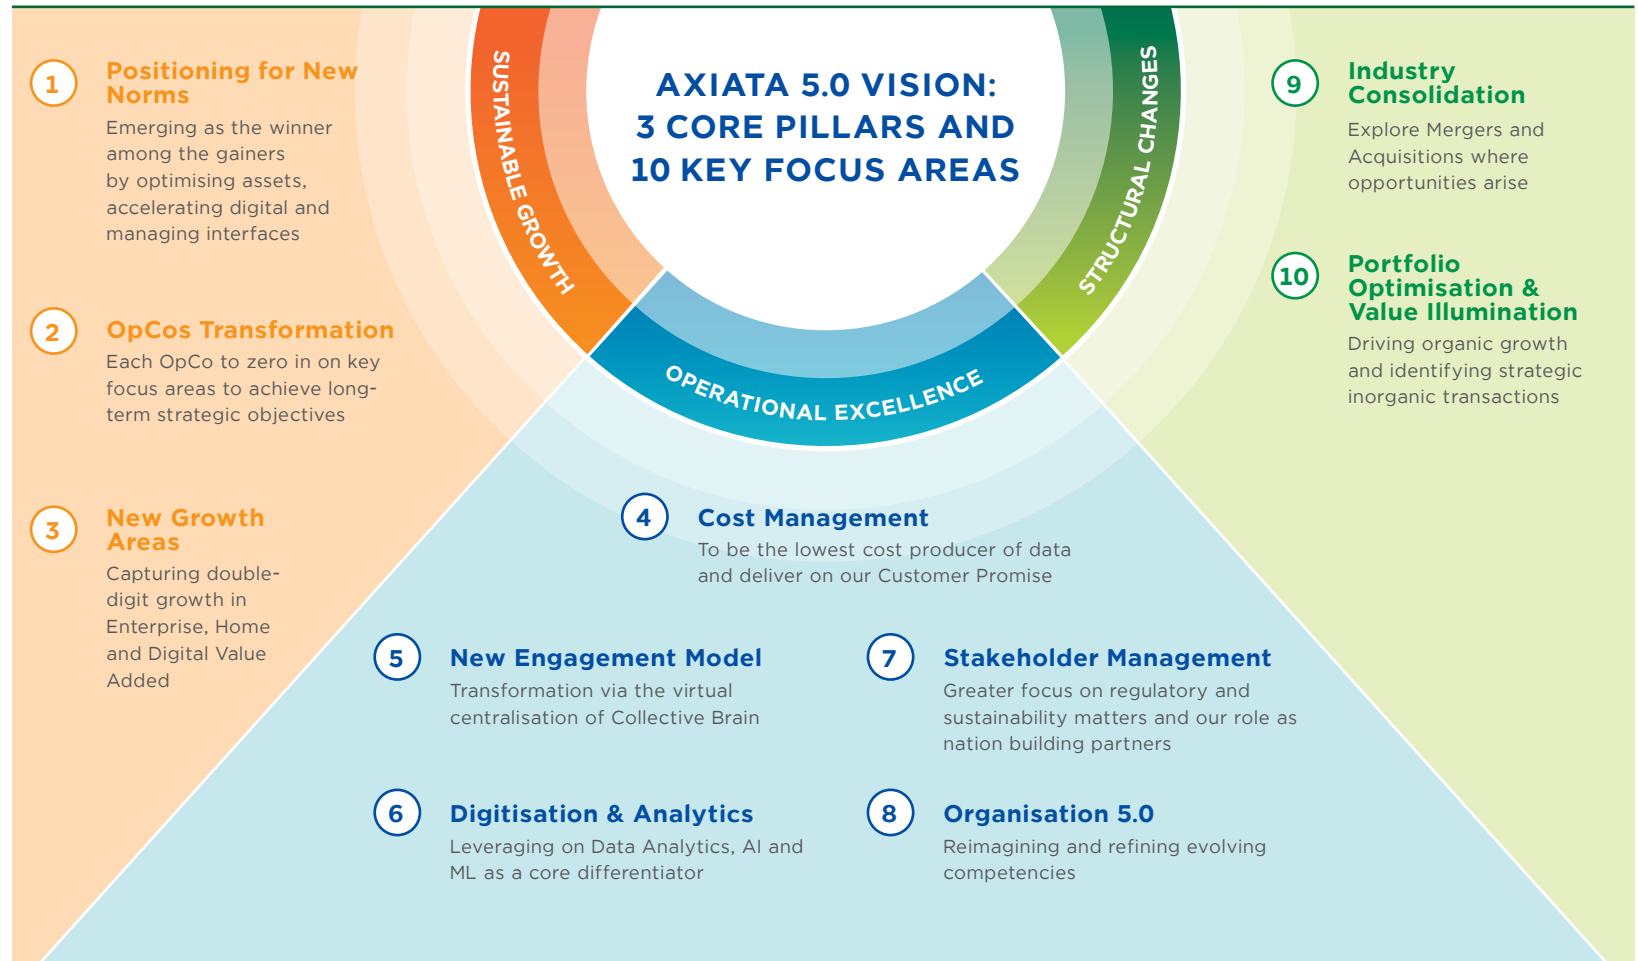 AXIATA 5.0 VISION:
3 CORE PILLARS AND
10 KEY FOCUS AREAS
SUSTAINABLE GROWTH
1
Positioning for New
Norms
Emerging as the winner
among the gainers
by optimising assets,
accelerating digital and
managing interfaces
2
OpCos Transformation
Each OpCo to zero in on key
focus areas to achieve long-
term strategic objectives
3
New Growth
Areas
Capturing double-
digit growth in
Enterprise, Home
and Digital Value
Added
OPERATIONAL EXCELLENCE
4
Cost Management
To be the lowest cost producer of data
and deliver on our Customer Promise
5
New Engagement Model
Transformation via the virtual
centralisation of Collective Brain
6
Digitisation & Analytics
Leveraging on Data Analytics, AI and
ML as a core differentiator
7
Stakeholder Management
Greater focus on regulatory and
sustainability matters and our role as
nation building partners
8
Organisation 5.0
Reimagining and refining evolving
competencies
STRUCTURAL CHANGES
9
Industry
Consolidation
Explore Mergers and
Acquisitions where
opportunities arise
10
Portfolio
Optimisation &
Value Illumination
Driving organic growth
and identifying strategic
inorganic transactions